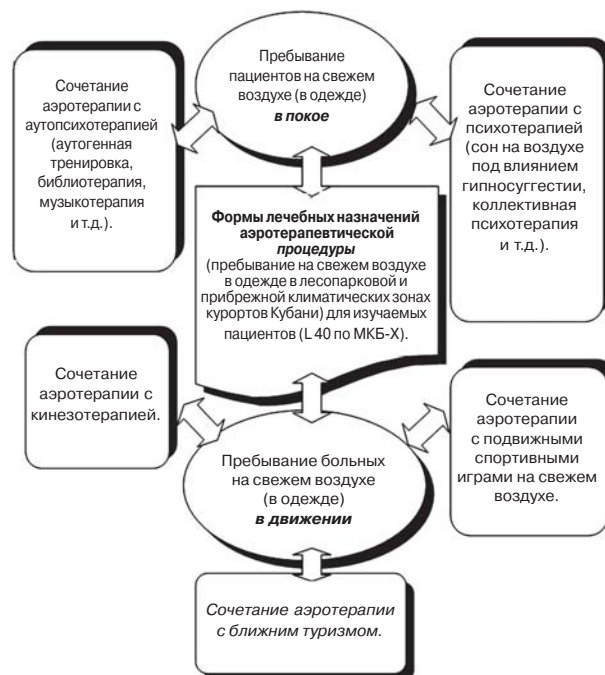 Пребывание
пациентов на свежем
воздухе (в одежде)
в покое
Сочетание
аэротерапии с
аутопсихотерапией
(аутогенная
тренировка,
библиотерапия,
музыкотерапия
и т.д.).
Сочетание
аэротерапии с
психотерапией
(сон на воздухе
под влиянием
гипносуггестии,
коллективная
психотерапия
и т.д.).
Формы лечебных назначений
аэротерапевтической
процедуры
(пребывание на свежем воздухе
в одежде в лесопарковой и
прибрежной климатических зонах
курортов Кубани) для изучаемых
пациентов (L 40 по МКБ-Х).
Сочетание
аэротерапии с
кинезотерапией.
Сочетание
аэротерапии
с подвижными
спортивными
играми на свежем
воздухе.
Пребывание больных
на свежем воздухе
(в одежде)
в движении
Сочетание аэротерапии
с ближним туризмом.